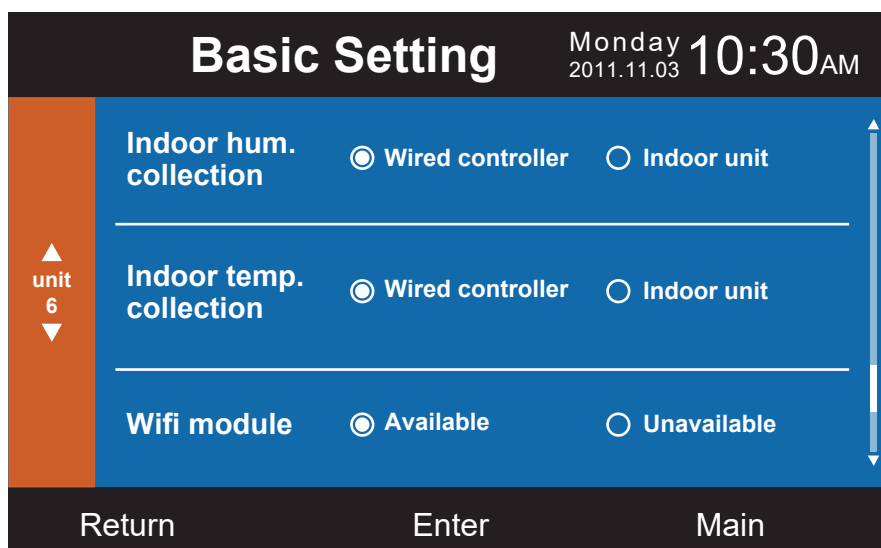 Basic Setting
Monday
2011.11.03
10:30AM
unit
6
Indoor hum.
collection
Wired controller
Indoor unit
Indoor temp.
collection
Wired controller
Indoor unit
Wifi module
Available
Unavailable
Return
Enter
Main